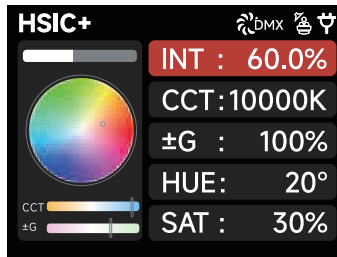 HSIC+
DMX
INT : 60.0%
CCT:10000K
±G : 100%
HUE: 20°
SAT : 30%
CCT
±G